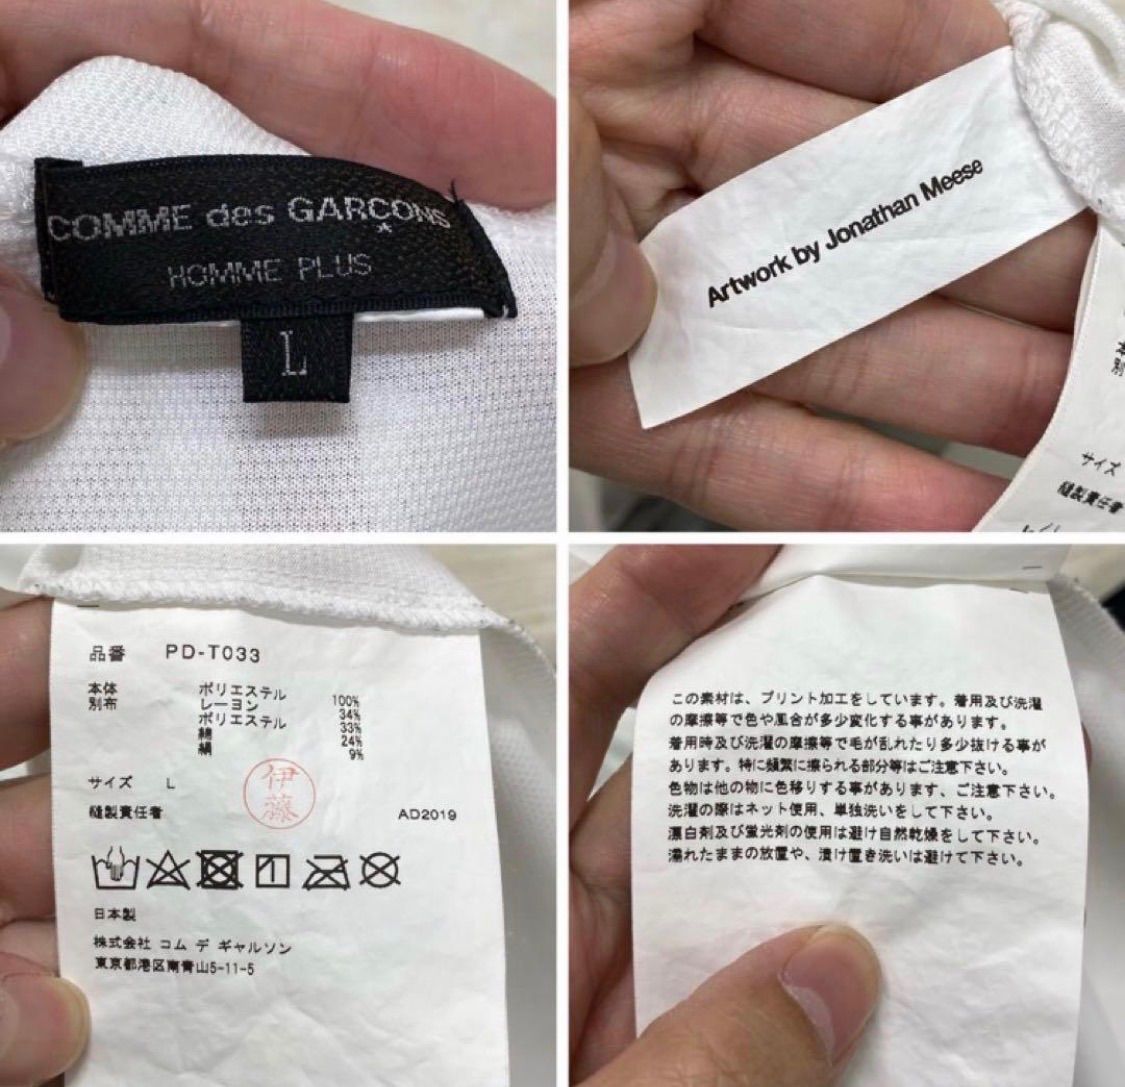 COMME des GARÇONS
HOMME PLUS
L
Artwork by Jonathan Meese
サイズ
縫製責任者
品番 PD-T033
本体 ポリエステル 100%
別布 レーヨン 34%
ポリエステル 33%
綿 24%
絹 9%
サイズ L
伊藤
縫製責任者 AD2019
日本製
株式会社 コム デ ギャルソン
東京都港区南青山5-11-5
この素材は、プリント加工をしています。着用及び洗濯
の摩擦等で色や風合が多少変化する事があります。
着用時及び洗濯の摩擦等で毛が乱れたり多少抜ける事が
あります。特に頻繁に擦られる部分等はご注意下さい。
色物は他の物に色移りする事があります、ご注意下さい。
洗濯の際はネット使用、単独洗いをして下さい。
漂白剤及び蛍光剤の使用は避け自然乾燥をして下さい。
濡れたままの放置や、漬け置き洗いは避けて下さい。